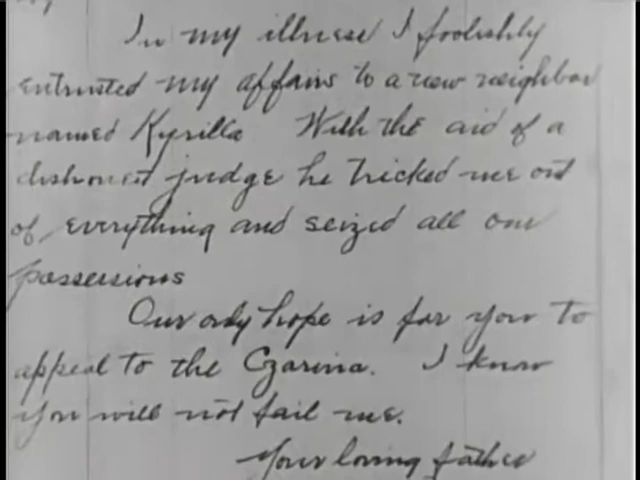 In my illness I foolishly
entrusted my affairs to a new neighbor
named Kyrilla With the aid of a
dishonest judge he tricked me out
of everything and seized all our
possessions
Our only hope is for you to
appeal to the Czarina. I know
you will not fail me.
Your loving father